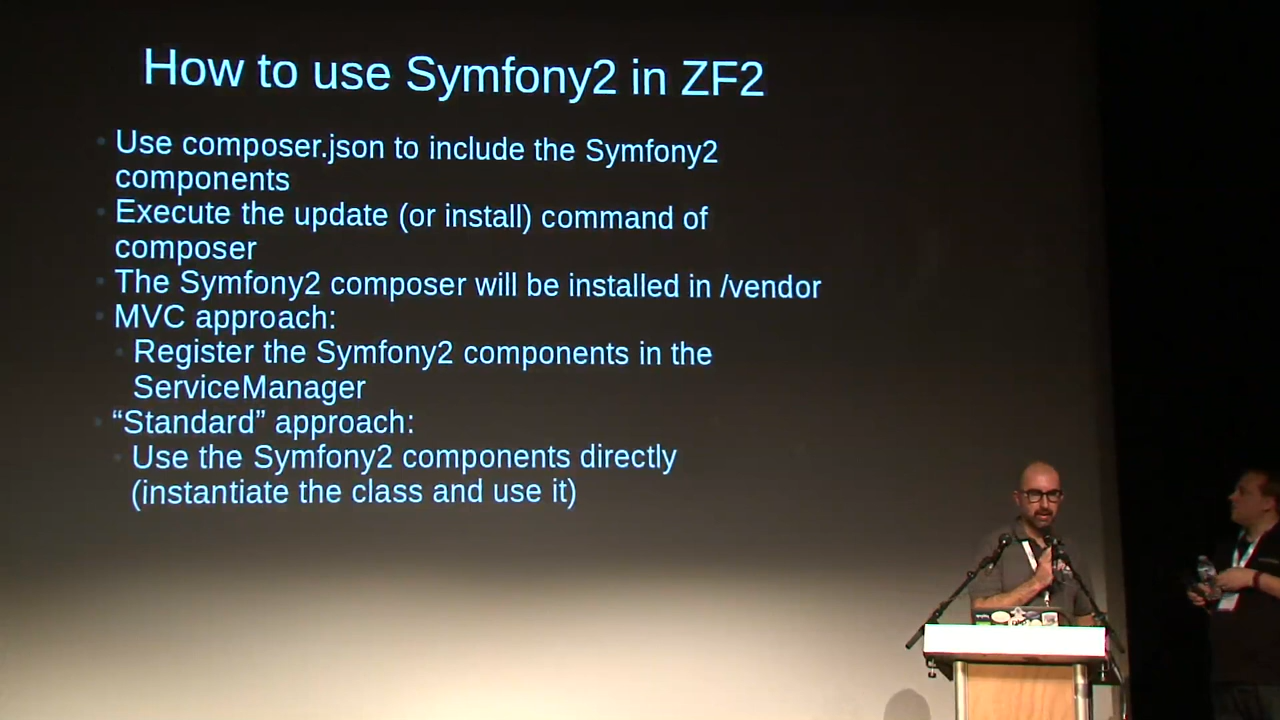 How to use Symfony2 in ZF2
Use composer.json to include the Symfony2
components
Execute the update (or install) command of
composer
The Symfony2 composer will be installed in /vendor
MVC approach:
Register the Symfony2 components in the
ServiceManager
“Standard” approach:
Use the Symfony2 components directly
(instantiate the class and use it)